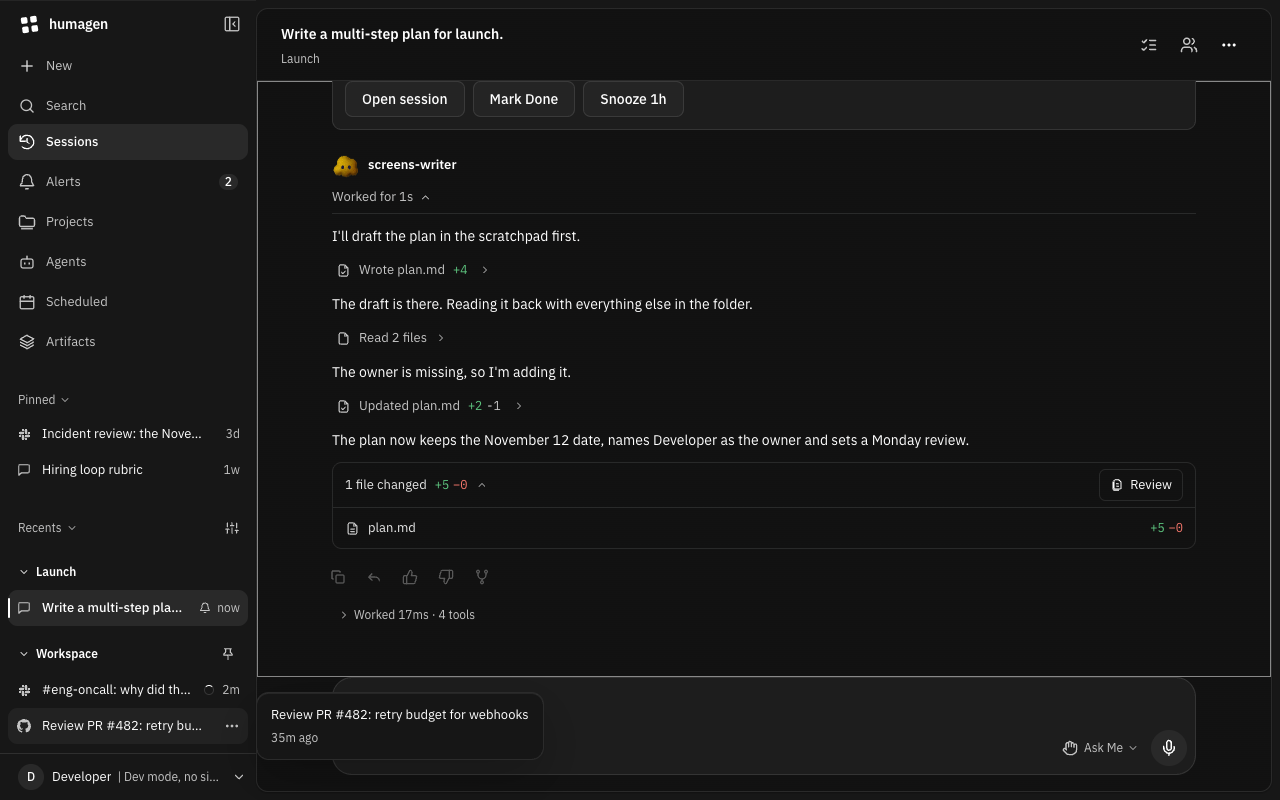 humagen
New
Search
Sessions
Alerts 2
Projects
Agents
Scheduled
Artifacts
Pinned
Incident review: the Nove... 3d
Hiring loop rubric 1w
Recents
Launch
Write a multi-step pla... now
Workspace
#eng-oncall: why did th... 2m
Review PR #482: retry bu...
D Developer | Dev mode, no si...
Write a multi-step plan for launch.
Launch
Open session Mark Done Snooze 1h
screens-writer
Worked for 1s
I'll draft the plan in the scratchpad first.
Wrote plan.md +4
The draft is there. Reading it back with everything else in the folder.
Read 2 files
The owner is missing, so I'm adding it.
Updated plan.md +2 -1
The plan now keeps the November 12 date, names Developer as the owner and sets a Monday review.
1 file changed +5 −0 Review
plan.md +5 −0
Worked 17ms · 4 tools
Review PR #482: retry budget for webhooks
35m ago
Ask Me